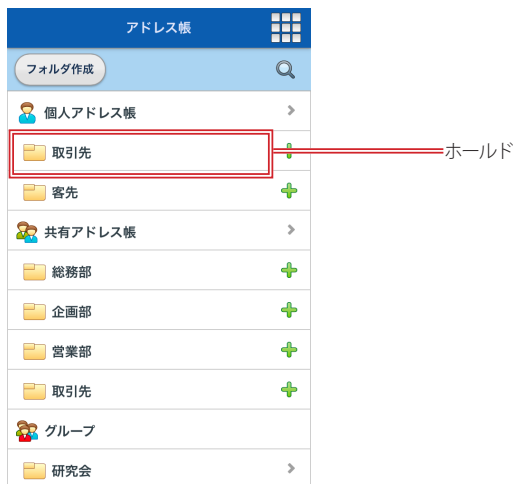 アドレス帳
フォルダ作成
個人アドレス帳
取引先
ホールド
客先
共有アドレス帳
総務部
企画部
営業部
取引先
グループ
研究会